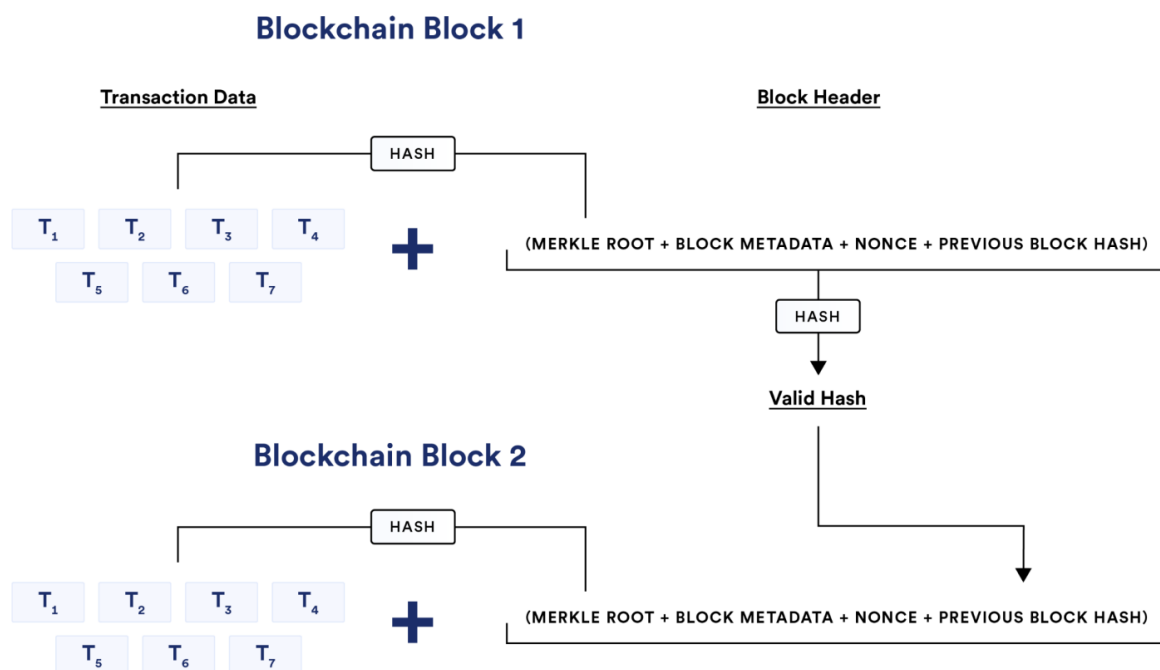 Blockchain Block 1
Transaction Data
Block Header
HASH
T₁ T₂ T₃ T₄
T₅ T₆ T₇
+
(MERKLE ROOT + BLOCK METADATA + NONCE + PREVIOUS BLOCK HASH)
HASH
Valid Hash
Blockchain Block 2
HASH
T₁ T₂ T₃ T₄
T₅ T₆ T₇
+
(MERKLE ROOT + BLOCK METADATA + NONCE + PREVIOUS BLOCK HASH)